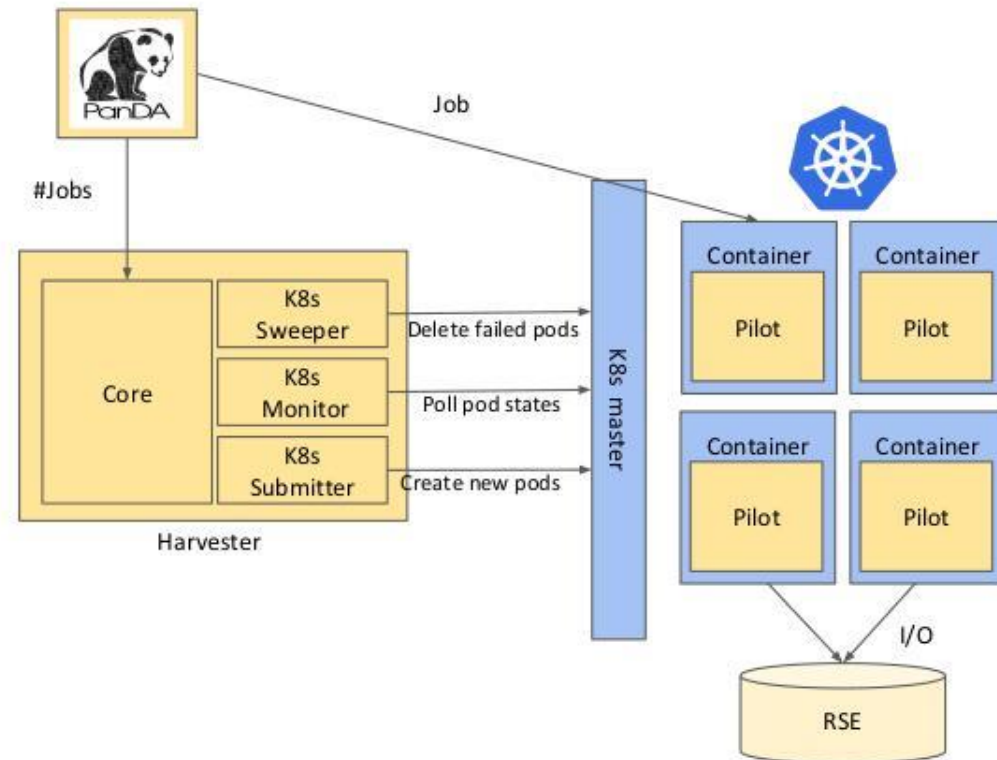 PanDA
Job
#Jobs
Core
K8s
Sweeper
K8s
Monitor
K8s
Submitter
Harvester
Delete failed pods
Poll pod states
Create new pods
K8s master
Container
Pilot
Container
Pilot
Container
Pilot
Container
Pilot
I/O
RSE